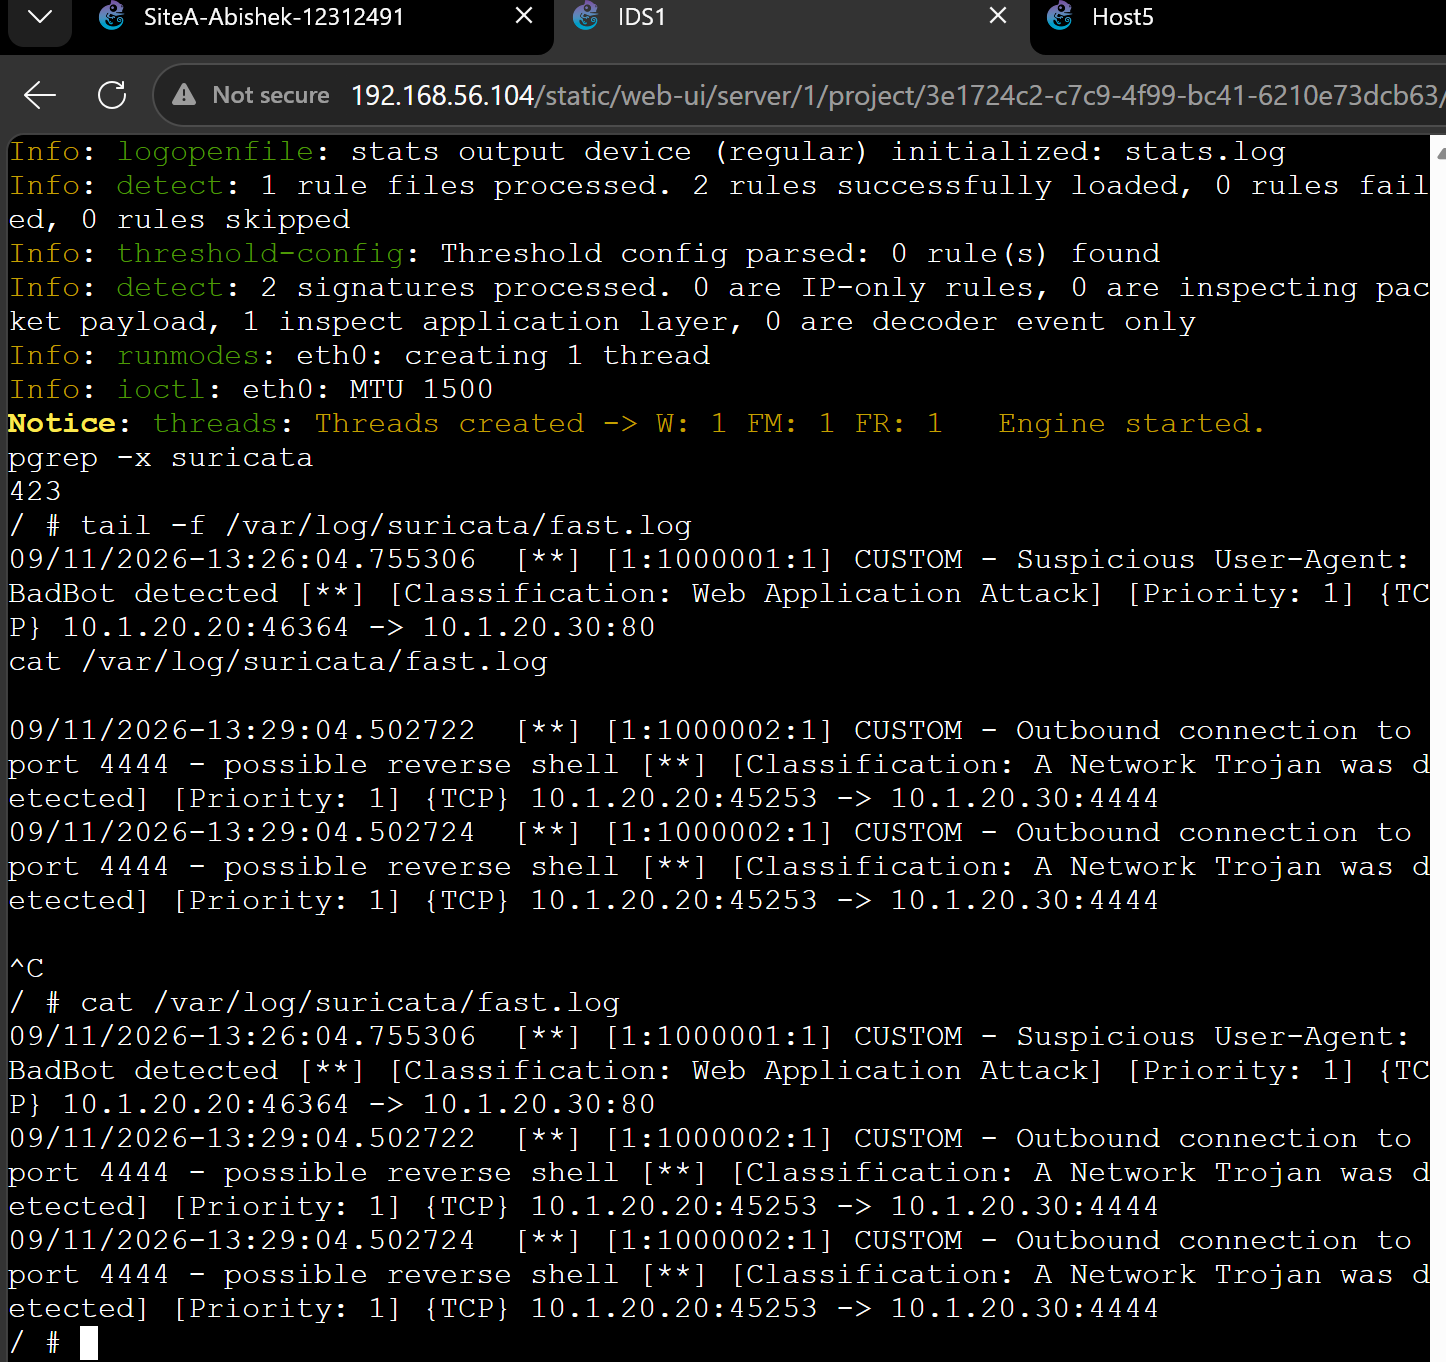 SiteA-Abishek-12312491
IDS1
Host5
Not secure 192.168.56.104/static/web-ui/server/1/project/3e1724c2-c7c9-4f99-bc41-6210e73dcb63/
Info: logopenfile: stats output device (regular) initialized: stats.log
Info: detect: 1 rule files processed. 2 rules successfully loaded, 0 rules fail
ed, 0 rules skipped
Info: threshold-config: Threshold config parsed: 0 rule(s) found
Info: detect: 2 signatures processed. 0 are IP-only rules, 0 are inspecting pac
ket payload, 1 inspect application layer, 0 are decoder event only
Info: runmodes: eth0: creating 1 thread
Info: ioctl: eth0: MTU 1500
Notice: threads: Threads created -> W: 1 FM: 1 FR: 1   Engine started.
pgrep -x suricata
423
/ # tail -f /var/log/suricata/fast.log
09/11/2026-13:26:04.755306  [**] [1:1000001:1] CUSTOM - Suspicious User-Agent:
BadBot detected [**] [Classification: Web Application Attack] [Priority: 1] {TC
P} 10.1.20.20:46364 -> 10.1.20.30:80
cat /var/log/suricata/fast.log
09/11/2026-13:29:04.502722  [**] [1:1000002:1] CUSTOM - Outbound connection to
port 4444 - possible reverse shell [**] [Classification: A Network Trojan was d
etected] [Priority: 1] {TCP} 10.1.20.20:45253 -> 10.1.20.30:4444
09/11/2026-13:29:04.502724  [**] [1:1000002:1] CUSTOM - Outbound connection to
port 4444 - possible reverse shell [**] [Classification: A Network Trojan was d
etected] [Priority: 1] {TCP} 10.1.20.20:45253 -> 10.1.20.30:4444
^C
/ # cat /var/log/suricata/fast.log
09/11/2026-13:26:04.755306  [**] [1:1000001:1] CUSTOM - Suspicious User-Agent:
BadBot detected [**] [Classification: Web Application Attack] [Priority: 1] {TC
P} 10.1.20.20:46364 -> 10.1.20.30:80
09/11/2026-13:29:04.502722  [**] [1:1000002:1] CUSTOM - Outbound connection to
port 4444 - possible reverse shell [**] [Classification: A Network Trojan was d
etected] [Priority: 1] {TCP} 10.1.20.20:45253 -> 10.1.20.30:4444
09/11/2026-13:29:04.502724  [**] [1:1000002:1] CUSTOM - Outbound connection to
port 4444 - possible reverse shell [**] [Classification: A Network Trojan was d
etected] [Priority: 1] {TCP} 10.1.20.20:45253 -> 10.1.20.30:4444
/ #